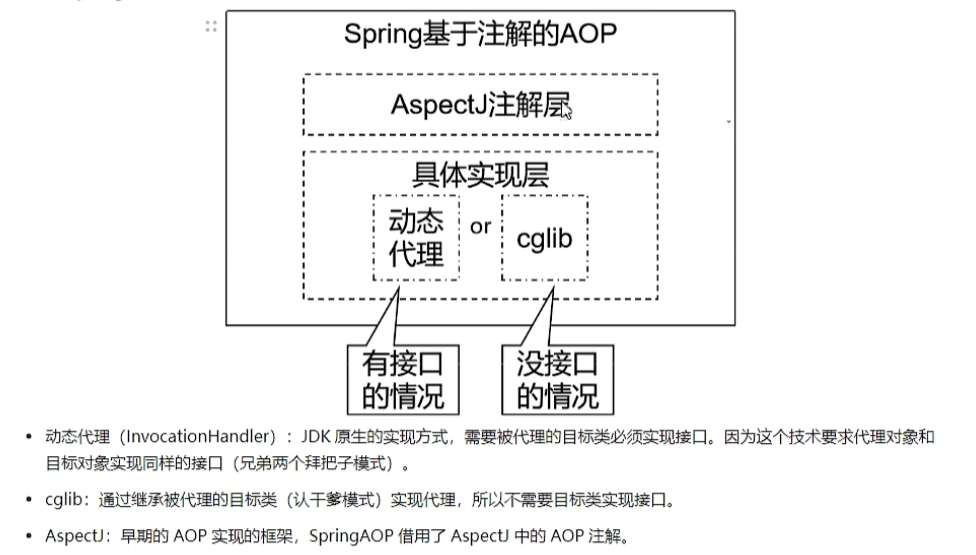 Spring基于注解的AOP
AspectJ注解层
具体实现层
动态
代理
or
cglib
有接口
的情况
没接口
的情况
• 动态代理（InvocationHandler）：JDK 原生的实现方式，需要被代理的目标类必须实现接口。因为这个技术要求代理对象和
目标对象实现同样的接口（兄弟两个拜把子模式）。
• cglib：通过继承被代理的目标类（认干爹模式）实现代理，所以不需要目标类实现接口。
• AspectJ：早期的 AOP 实现的框架，SpringAOP 借用了 AspectJ 中的 AOP 注解。